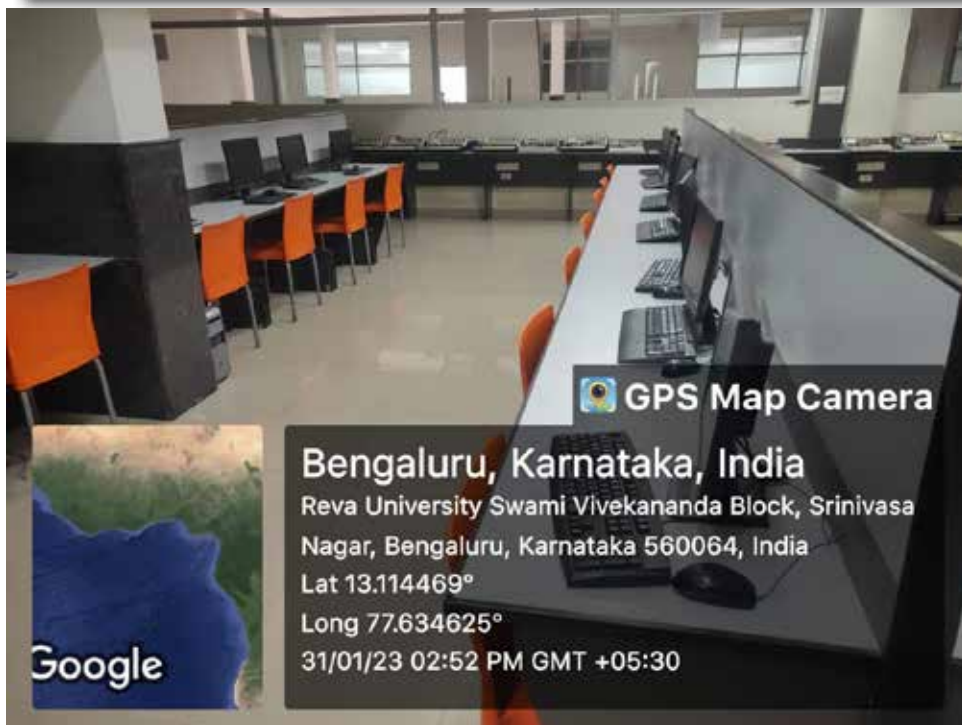 GPS Map Camera
Bengaluru, Karnataka, India
Reva University Swami Vivekananda Block, Srinivasa
Nagar, Bengaluru, Karnataka 560064, India
Lat 13.114469°
Long 77.634625°
31/01/23 02:52 PM GMT +05:30
Google